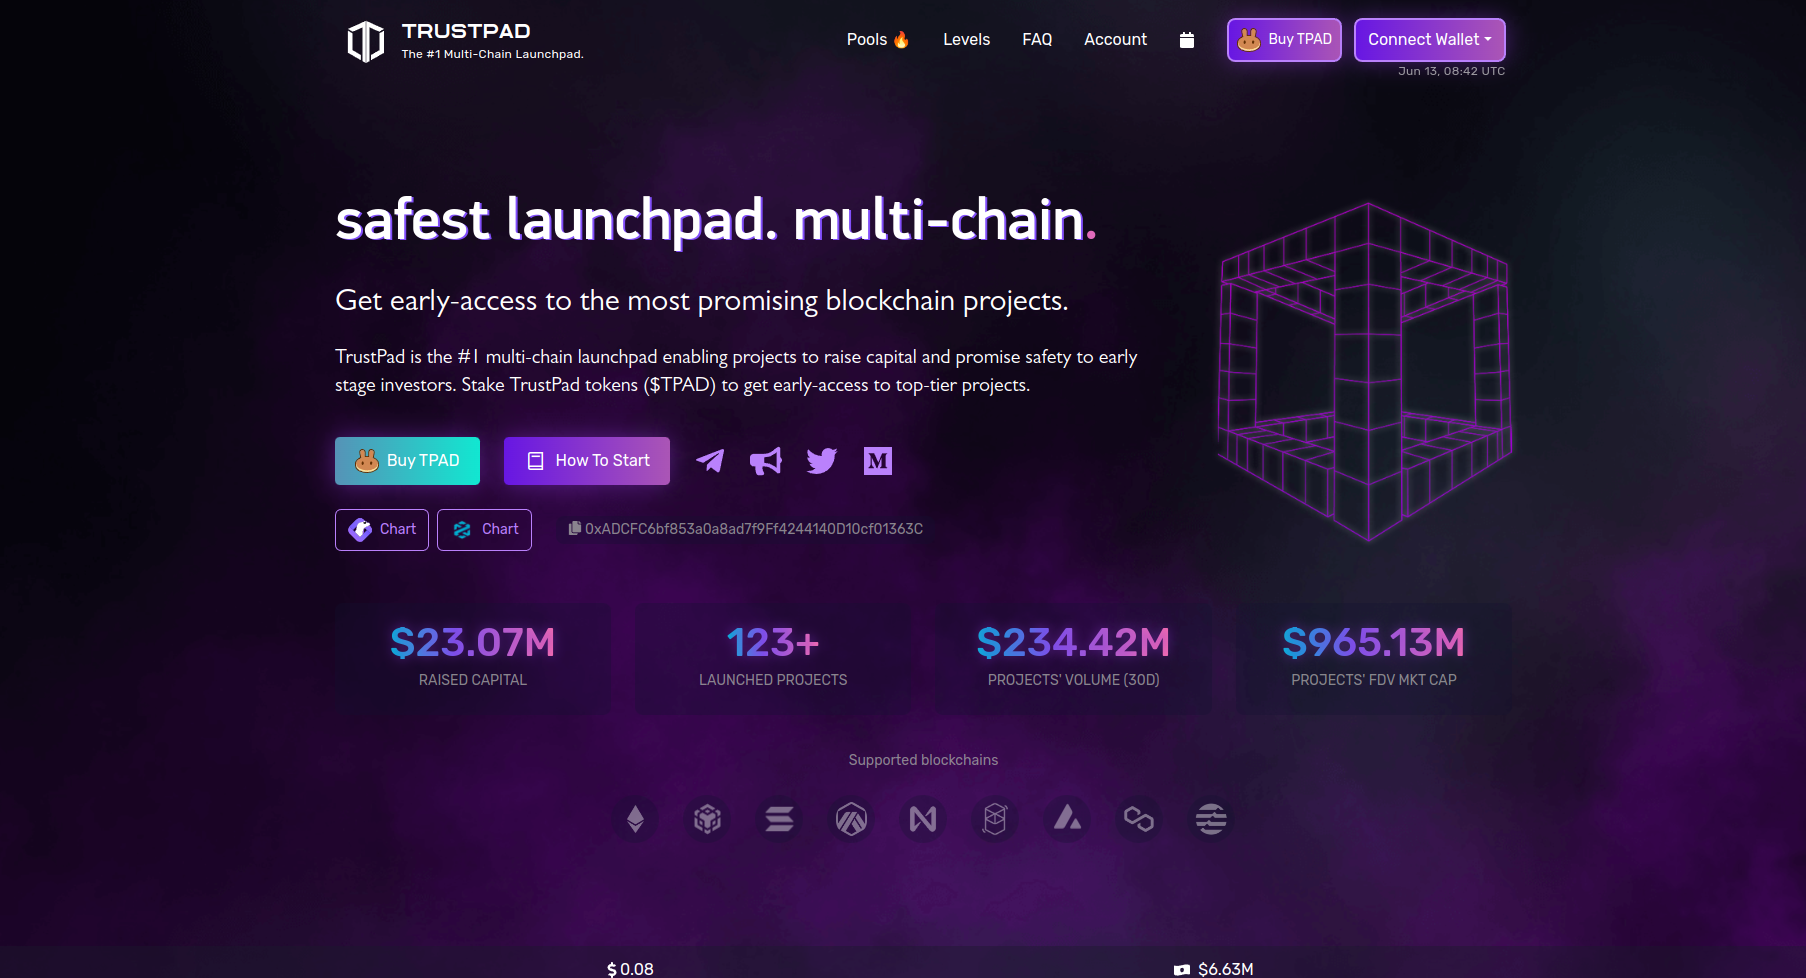 TRUSTPAD
The #1 Multi-Chain Launchpad.
Pools 🔥 Levels FAQ Account Buy TPAD Connect Wallet
Jun 13, 08:42 UTC
safest launchpad. multi-chain.
Get early-access to the most promising blockchain projects.
TrustPad is the #1 multi-chain launchpad enabling projects to raise capital and promise safety to early
stage investors. Stake TrustPad tokens ($TPAD) to get early-access to top-tier projects.
Buy TPAD How To Start M
Chart Chart 0xADCFC6bf853a0a8ad7f9Ff4244140D10cf01363C
$23.07M 123+ $234.42M $965.13M
RAISED CAPITAL LAUNCHED PROJECTS PROJECTS' VOLUME (30D) PROJECTS' FDV MKT CAP
Supported blockchains
$ 0.08 $6.63M